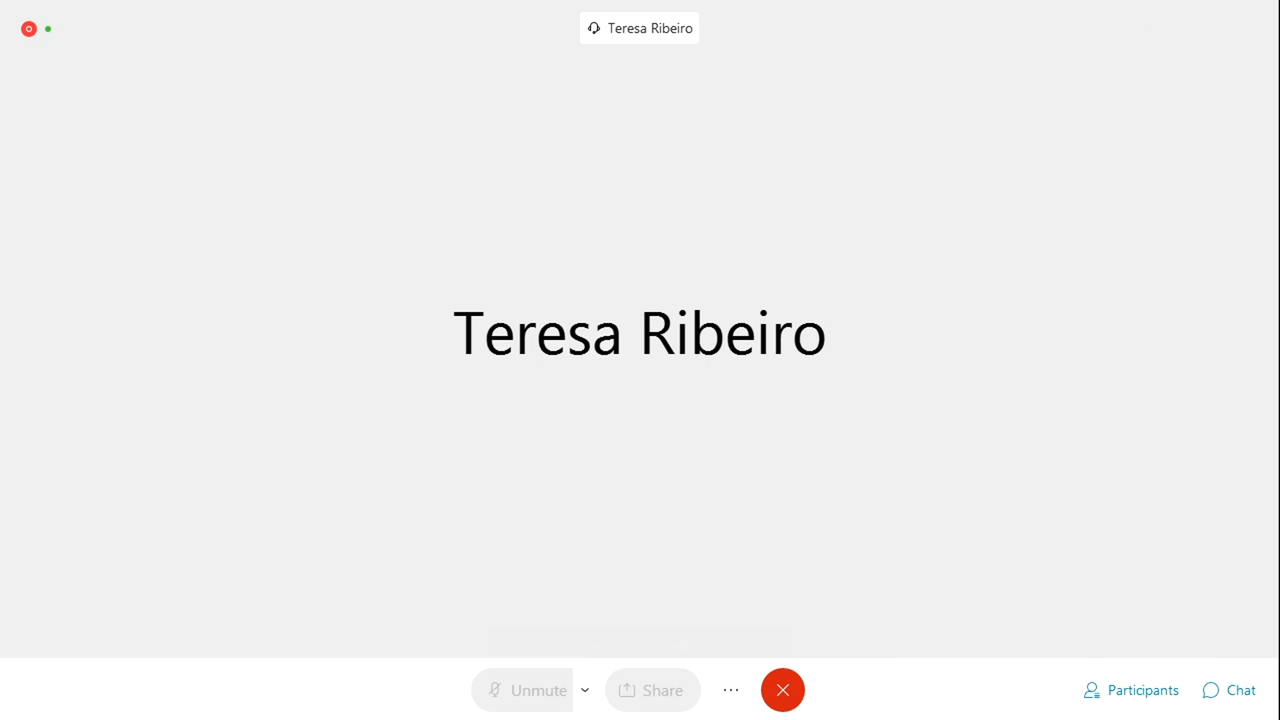 Teresa Ribeiro
Teresa Ribeiro
Unmute
Share
Participants
Chat